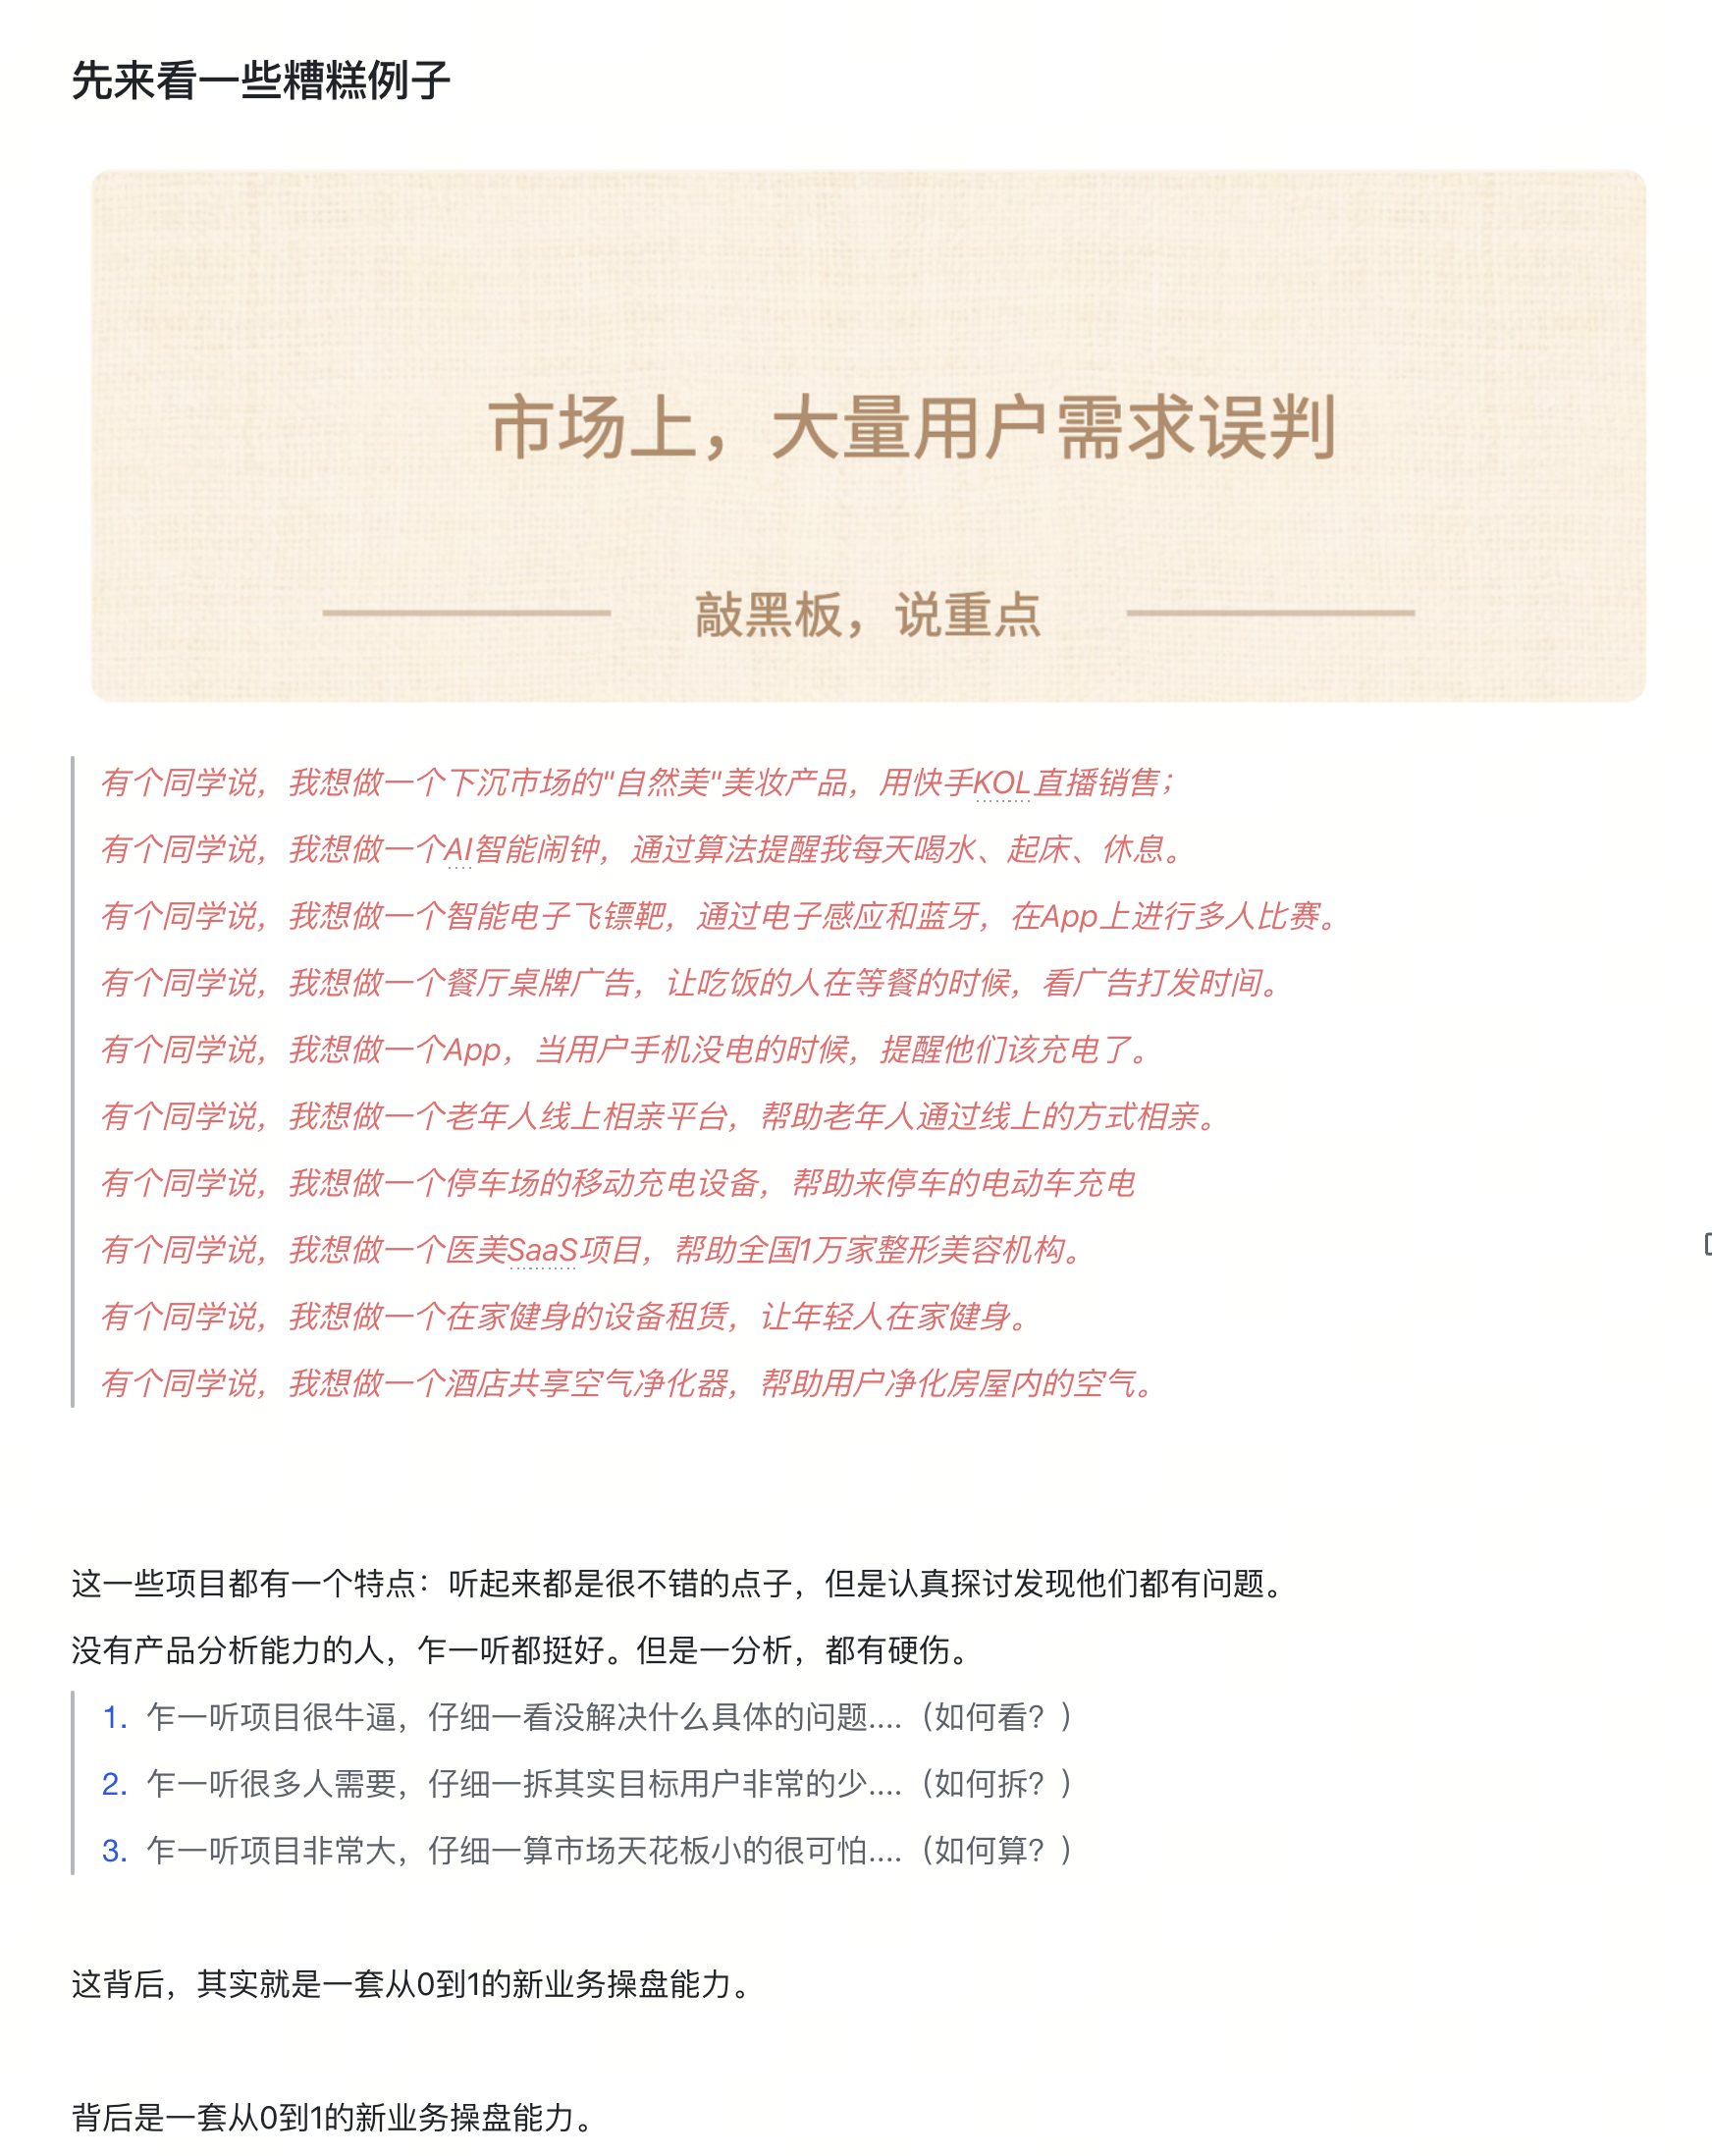 先来看一些糟糕例子
市场上，大量用户需求误判
敲黑板，说重点
有个同学说，我想做一个下沉市场的"自然美"美妆产品，用快手KOL直播销售；
有个同学说，我想做一个AI智能闹钟，通过算法提醒我每天喝水、起床、休息。
有个同学说，我想做一个智能电子飞镖靶，通过电子感应和蓝牙，在App上进行多人比赛。
有个同学说，我想做一个餐厅桌牌广告，让吃饭的人在等餐的时候，看广告打发时间。
有个同学说，我想做一个App，当用户手机没电的时候，提醒他们该充电了。
有个同学说，我想做一个老年人线上相亲平台，帮助老年人通过线上的方式相亲。
有个同学说，我想做一个停车场的移动充电设备，帮助来停车的电动车充电
有个同学说，我想做一个医美SaaS项目，帮助全国1万家整形美容机构。
有个同学说，我想做一个在家健身的设备租赁，让年轻人在家健身。
有个同学说，我想做一个酒店共享空气净化器，帮助用户净化房屋内的空气。
这一些项目都有一个特点：听起来都是很不错的点子，但是认真探讨发现他们都有问题。
没有产品分析能力的人，乍一听都挺好。但是一分析，都有硬伤。
1. 乍一听项目很牛逼，仔细一看没解决什么具体的问题....（如何看？）
2. 乍一听很多人需要，仔细一拆其实目标用户非常的少....（如何拆？）
3. 乍一听项目非常大，仔细一算市场天花板小的很可怕....（如何算？）
这背后，其实就是一套从0到1的新业务操盘能力。
背后是一套从0到1的新业务操盘能力。